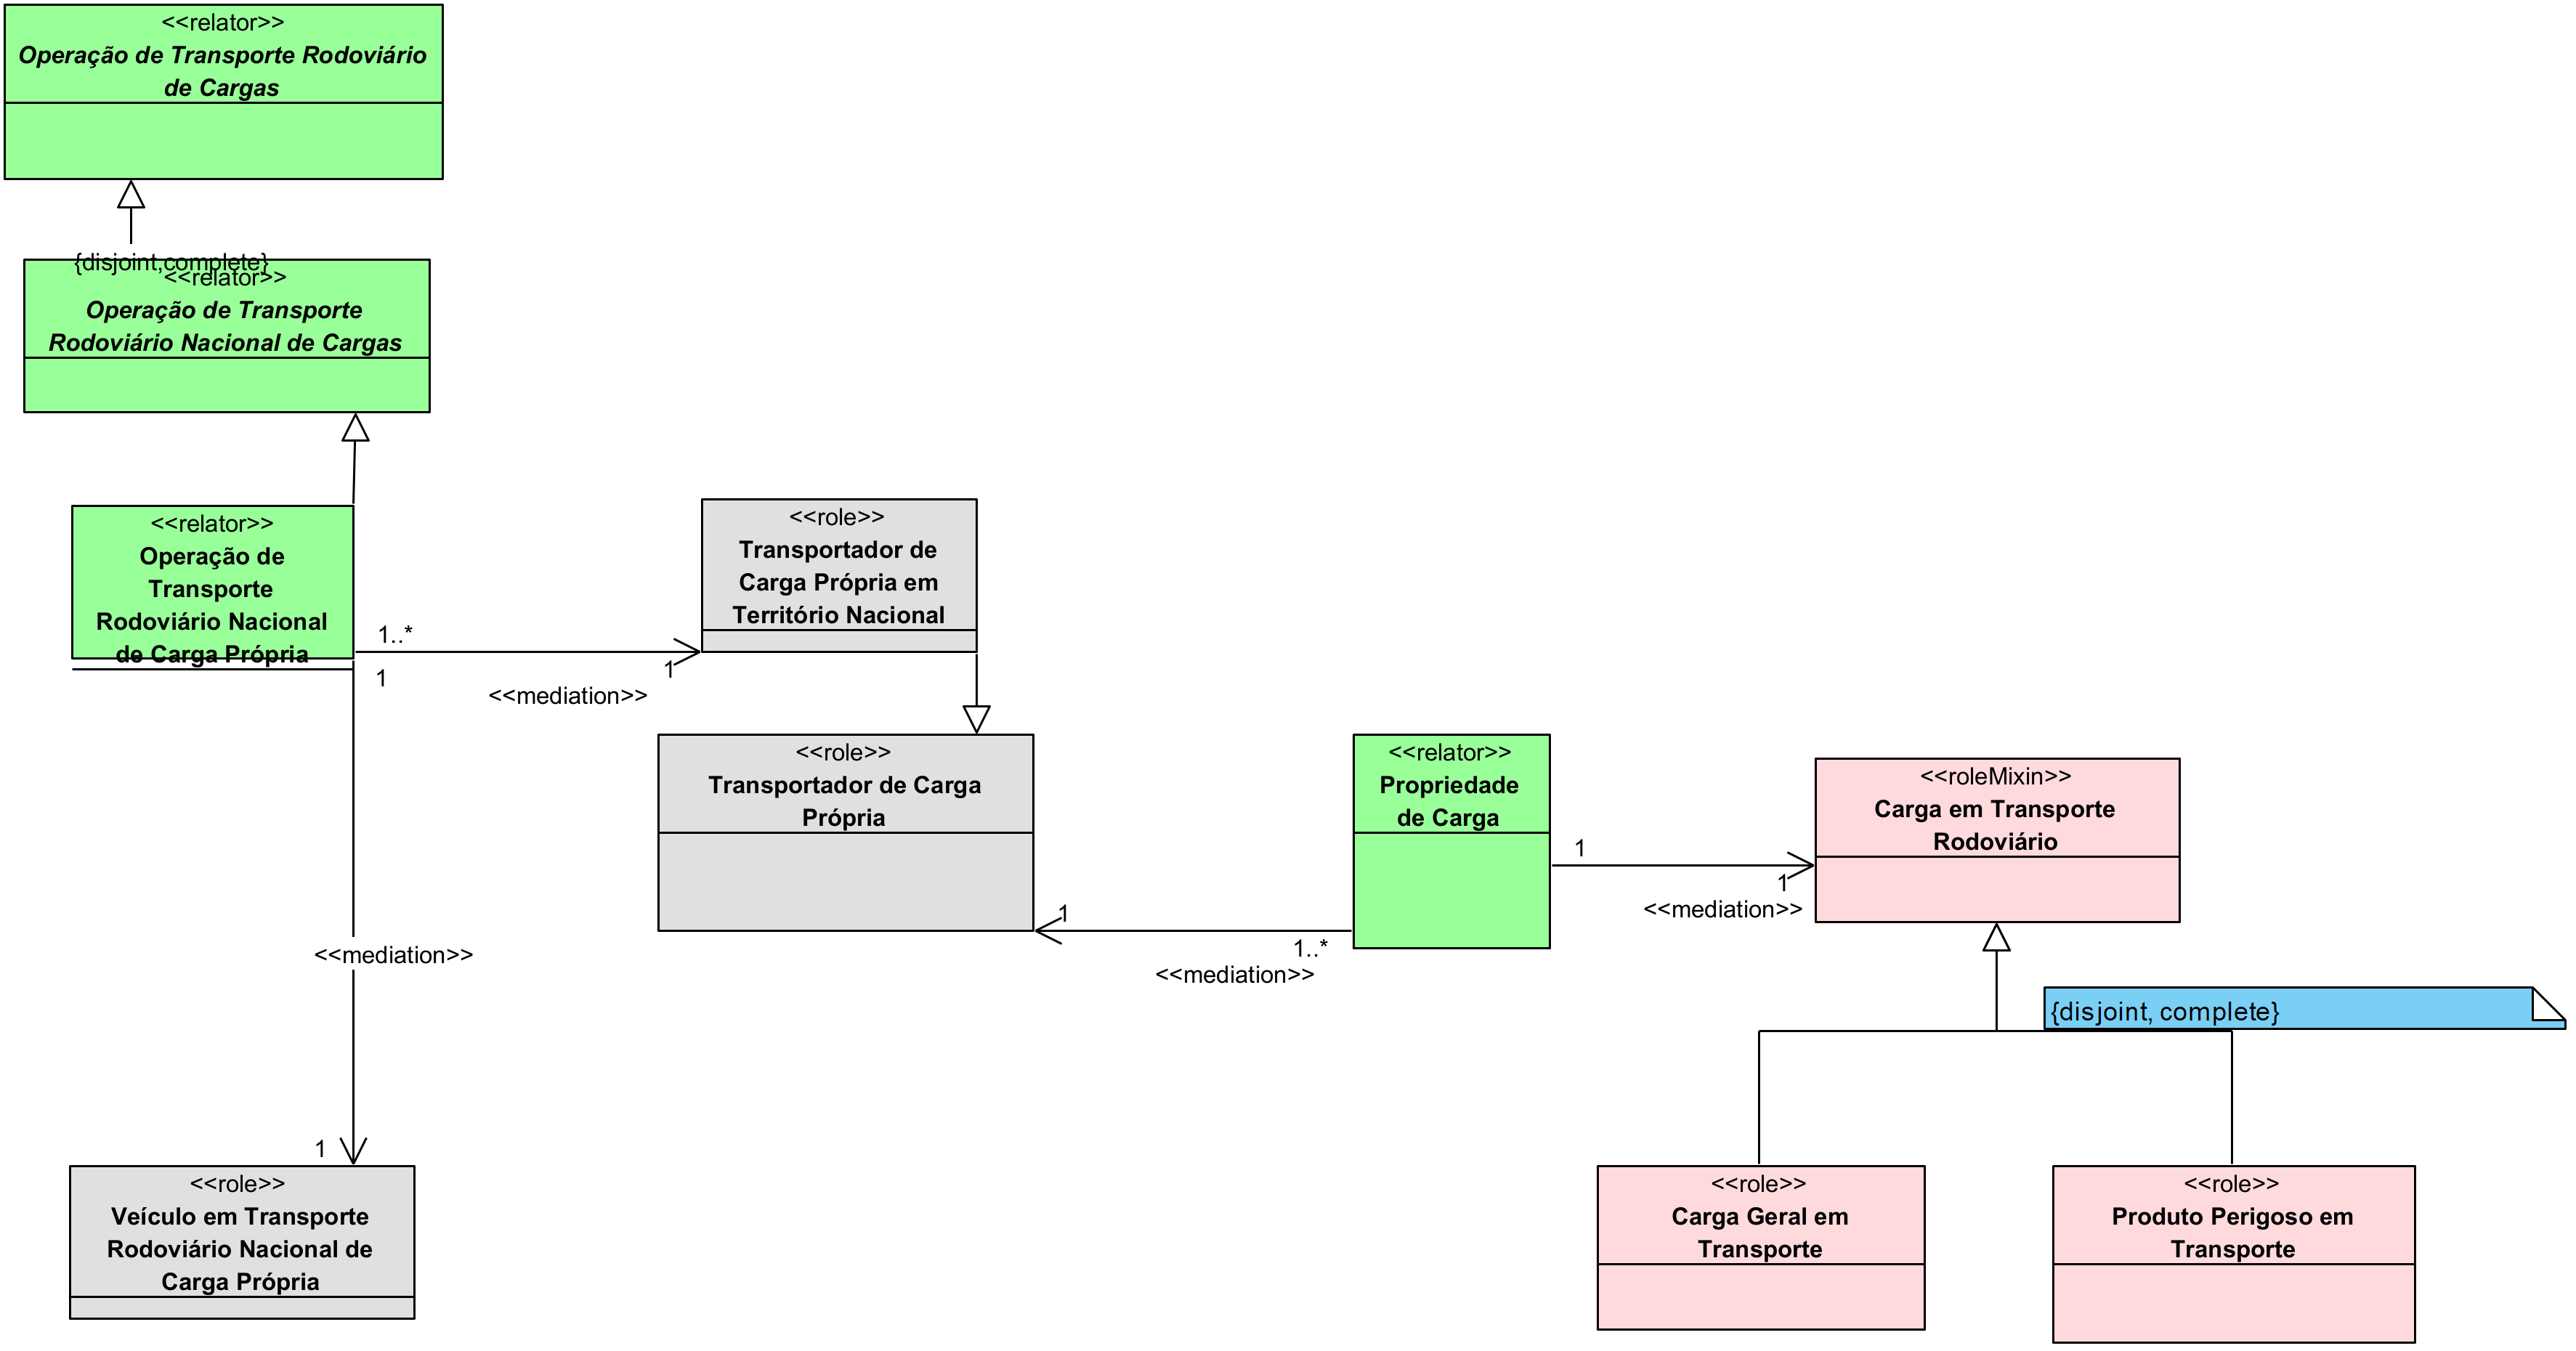 <<relator>>
Operação de Transporte Rodoviário
de Cargas
{disjoint,complete}
<<relator>>
Operação de Transporte
Rodoviário Nacional de Cargas
<<relator>>
Operação de
Transporte
Rodoviário Nacional
de Carga Própria
1..*
1
<<mediation>>
1
<<mediation>>
1
<<role>>
Transportador de
Carga Própria em
Território Nacional
<<role>>
Transportador de Carga
Própria
1
1..*
<<mediation>>
<<relator>>
Propriedade
de Carga
1
1
<<mediation>>
<<roleMixin>>
Carga em Transporte
Rodoviário
{disjoint, complete}
<<role>>
Veículo em Transporte
Rodoviário Nacional de
Carga Própria
<<role>>
Carga Geral em
Transporte
<<role>>
Produto Perigoso em
Transporte